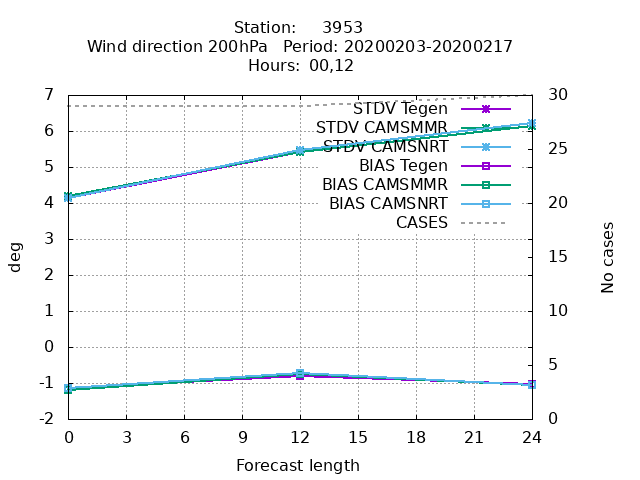 Station: 3953
Wind direction 200hPa Period: 20200203-20200217
Hours: 00,12
7
6
5
4
3
2
1
0
-1
-2
deg
STDV Tegen
STDV CAMSMMR
STDV CAMSNRT
BIAS Tegen
BIAS CAMSMMR
BIAS CAMSNRT
CASES
30
25
20
15
10
5
0
No cases
0 3 6 9 12 15 18 21 24
Forecast length